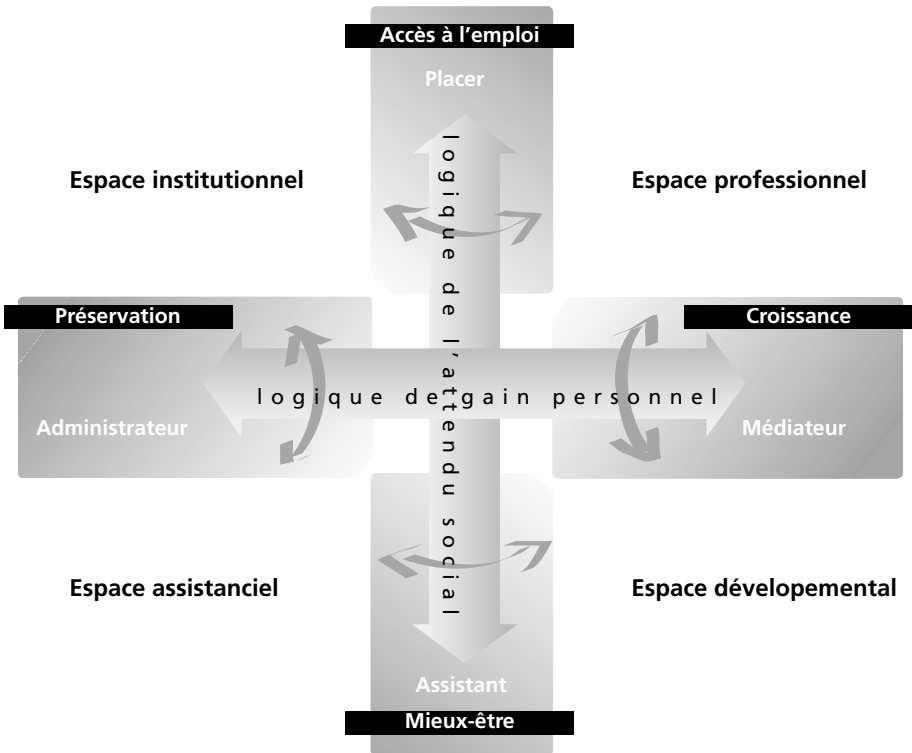 Accès à l’emploi
Placer
Espace institutionnel
Espace professionnel
logique de l’attendu social
Préservation
Croissance
logique de gain personnel
Administrateur
Médiateur
Espace assistanciel
Espace dévelopemental
Assistant
Mieux-être